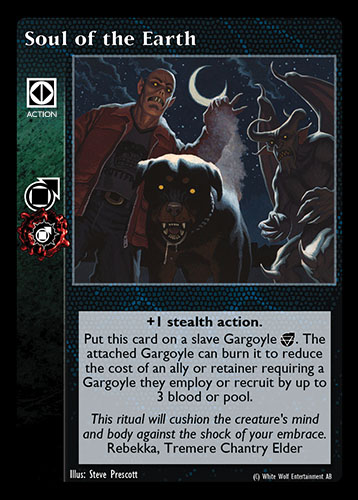 Soul of the Earth
ACTION
+1 stealth action.
Put this card on a slave Gargoyle. The
attached Gargoyle can burn it to reduce
the cost of an ally or retainer requiring a
Gargoyle they employ or recruit by up to
3 blood or pool.
This ritual will cushion the creature's mind
and body against the shock of your embrace.
Rebekka, Tremere Chantry Elder
Illus: Steve Prescott
(C) White Wolf Entertainment AB